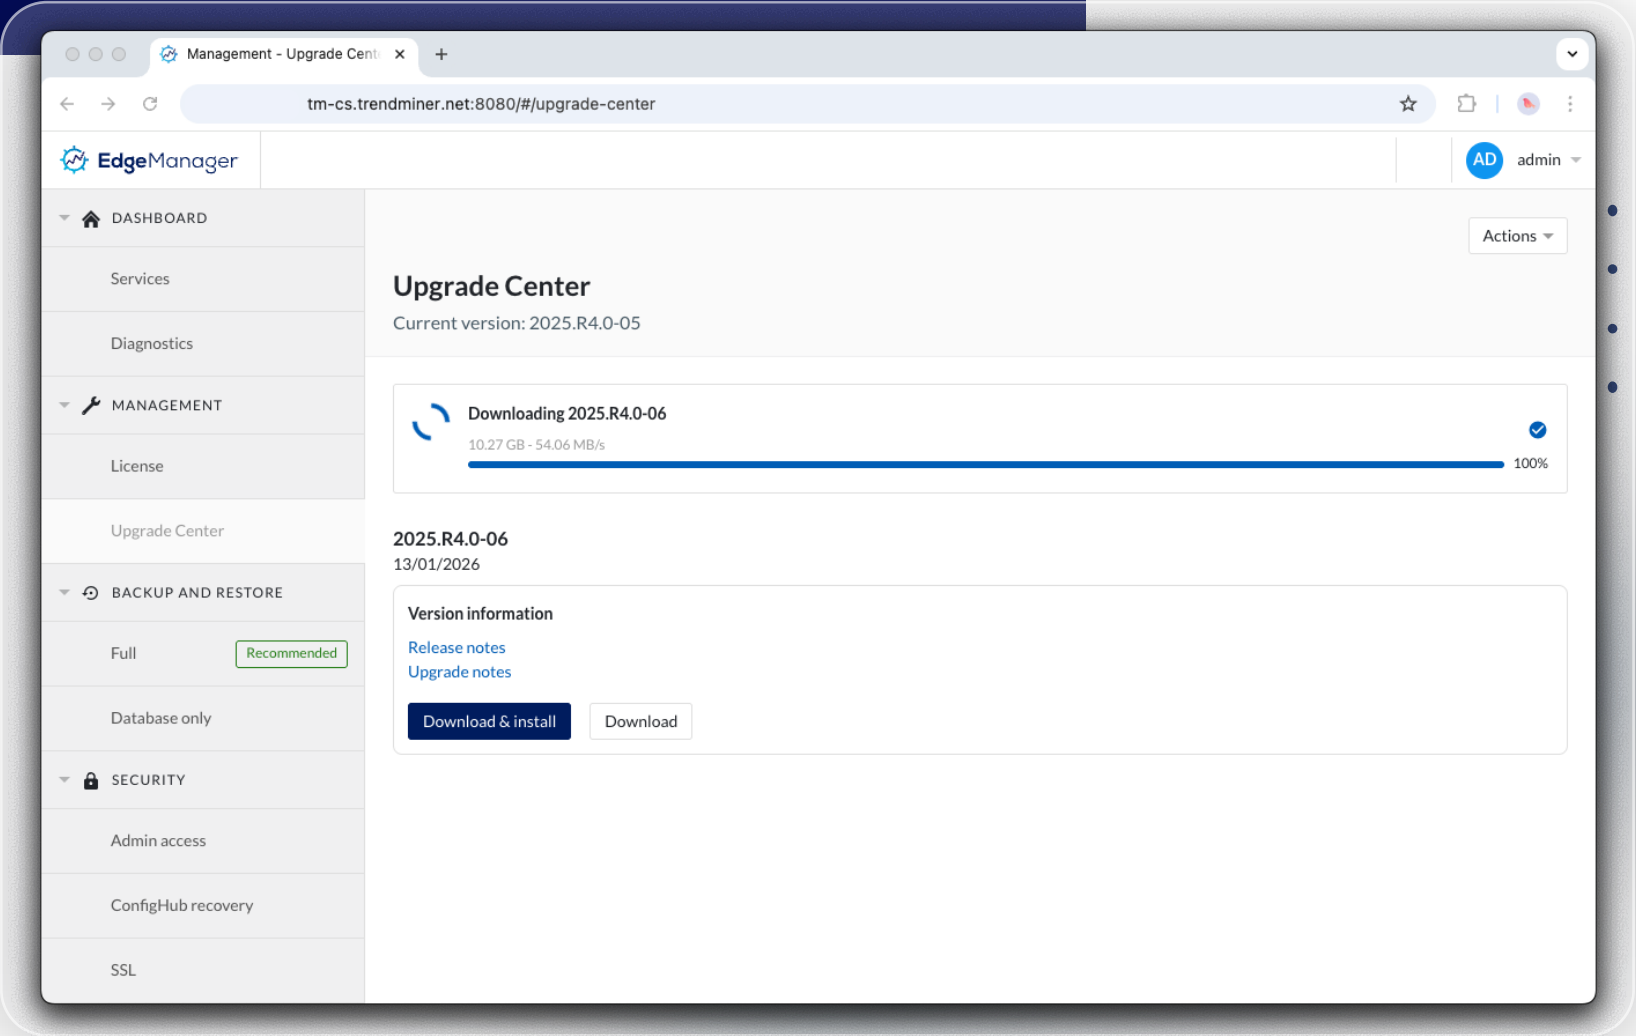 Management - Upgrade Cent
tm-cs.trendminer.net:8080/#/upgrade-center
EdgeManager
AD admin
DASHBOARD
Services
Diagnostics
MANAGEMENT
License
Upgrade Center
BACKUP AND RESTORE
Full Recommended
Database only
SECURITY
Admin access
ConfigHub recovery
SSL
Actions
Upgrade Center
Current version: 2025.R4.0-05
Downloading 2025.R4.0-06
10.27 GB - 54.06 MB/s
100%
2025.R4.0-06
13/01/2026
Version information
Release notes
Upgrade notes
Download & install Download